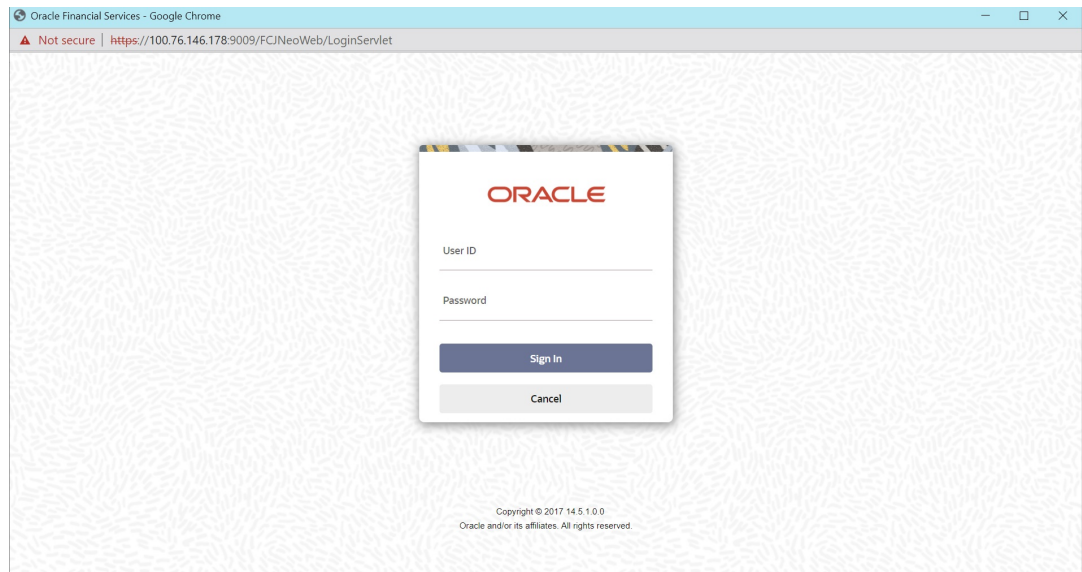 Oracle Financial Services - Google Chrome
Not secure | https://100.76.146.178:9009/FCJNeoWeb/LoginServlet
ORACLE
User ID
Password
Sign In
Cancel
Copyright © 2017 14.5.1.0.0
Oracle and/or its affiliates. All rights reserved.